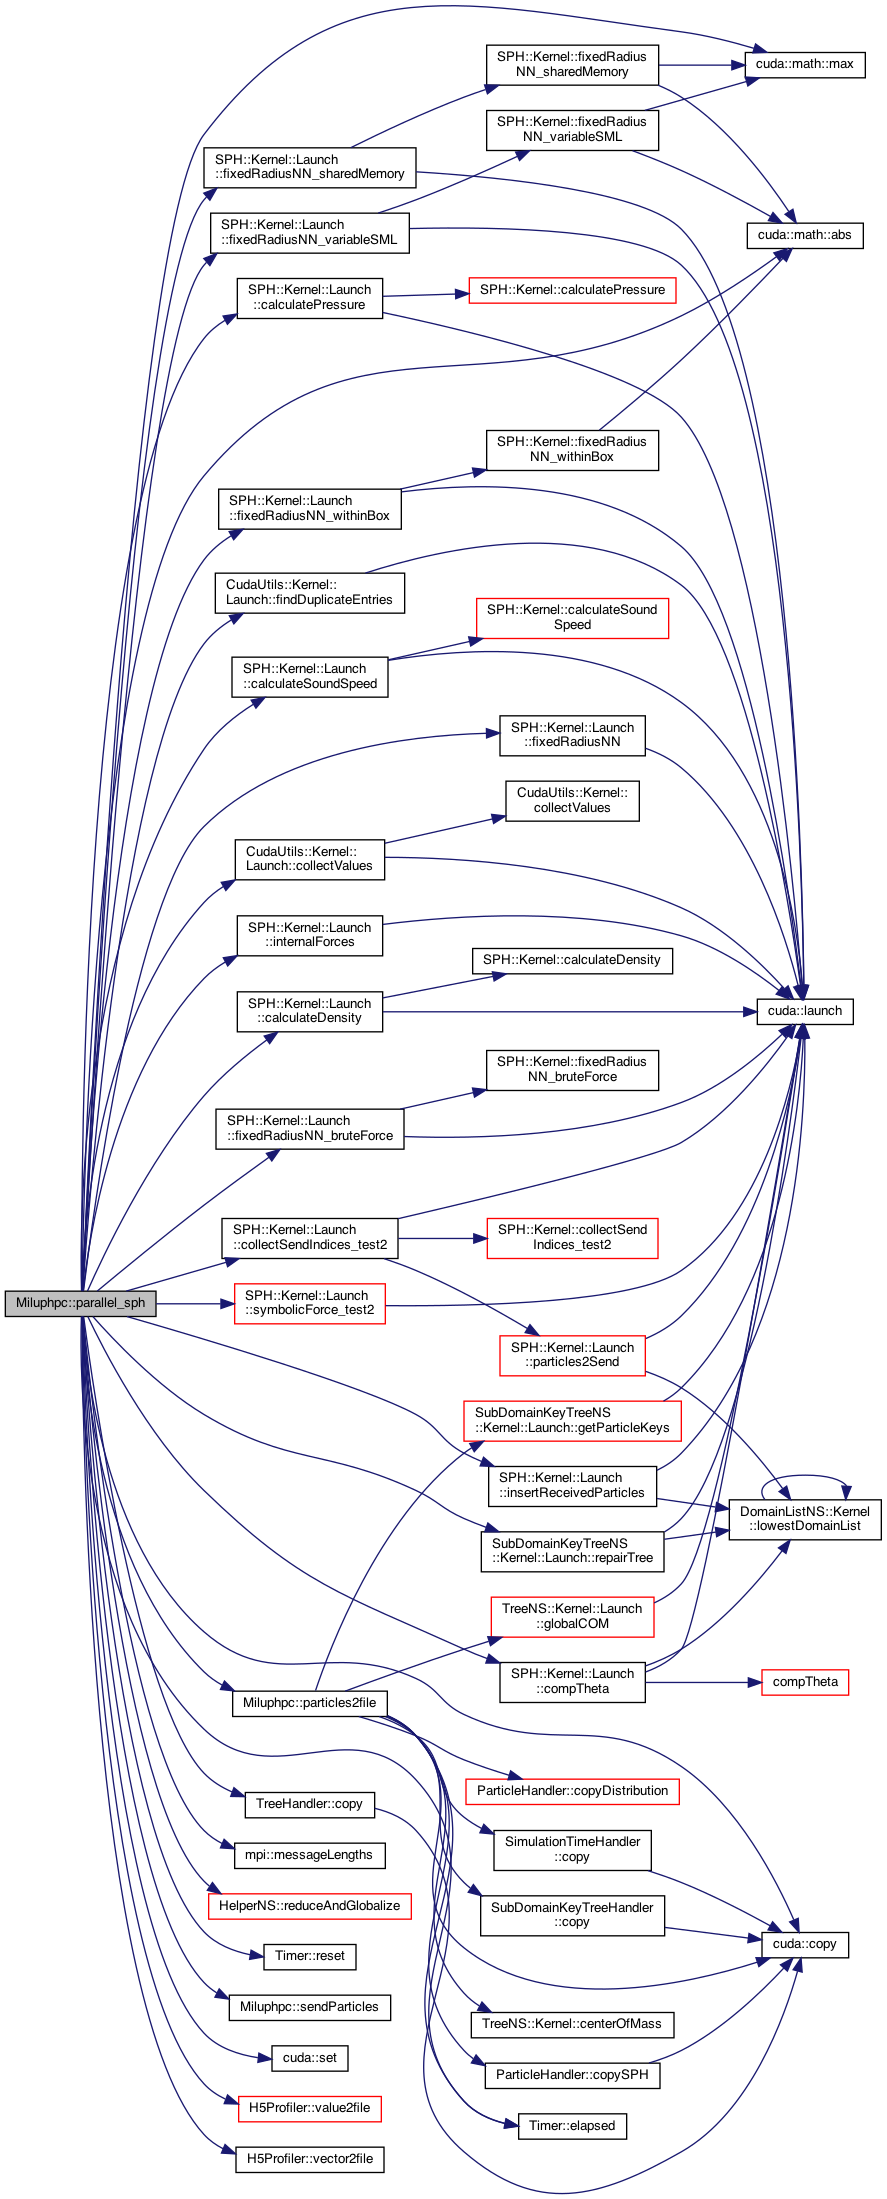 SPH::Kernel::fixedRadius
NN_sharedMemory
cuda::math::max
SPH::Kernel::fixedRadius
NN_variableSML
SPH::Kernel::Launch
::fixedRadiusNN_sharedMemory
SPH::Kernel::Launch
::fixedRadiusNN_variableSML
cuda::math::abs
SPH::Kernel::Launch
::calculatePressure
SPH::Kernel::calculatePressure
SPH::Kernel::fixedRadius
NN_withinBox
SPH::Kernel::Launch
::fixedRadiusNN_withinBox
CudaUtils::Kernel::
Launch::findDuplicateEntries
SPH::Kernel::calculateSound
Speed
SPH::Kernel::Launch
::calculateSoundSpeed
SPH::Kernel::Launch
::fixedRadiusNN
CudaUtils::Kernel::
collectValues
CudaUtils::Kernel::
Launch::collectValues
SPH::Kernel::Launch
::internalForces
SPH::Kernel::calculateDensity
SPH::Kernel::Launch
::calculateDensity
cuda::launch
SPH::Kernel::fixedRadius
NN_bruteForce
SPH::Kernel::Launch
::fixedRadiusNN_bruteForce
SPH::Kernel::Launch
::collectSendIndices_test2
SPH::Kernel::collectSend
Indices_test2
Miluphpc::parallel_sph
SPH::Kernel::Launch
::symbolicForce_test2
SPH::Kernel::Launch
::particles2Send
SubDomainKeyTreeNS
::Kernel::Launch::getParticleKeys
SPH::Kernel::Launch
::insertReceivedParticles
DomainListNS::Kernel
::lowestDomainList
SubDomainKeyTreeNS
::Kernel::Launch::repairTree
TreeNS::Kernel::Launch
::globalCOM
SPH::Kernel::Launch
::compTheta
compTheta
Miluphpc::particles2file
ParticleHandler::copyDistribution
TreeHandler::copy
SimulationTimeHandler
::copy
mpi::messageLengths
HelperNS::reduceAndGlobalize
SubDomainKeyTreeHandler
::copy
cuda::copy
Timer::reset
Miluphpc::sendParticles
TreeNS::Kernel::centerOfMass
cuda::set
ParticleHandler::copySPH
H5Profiler::value2file
Timer::elapsed
H5Profiler::vector2file